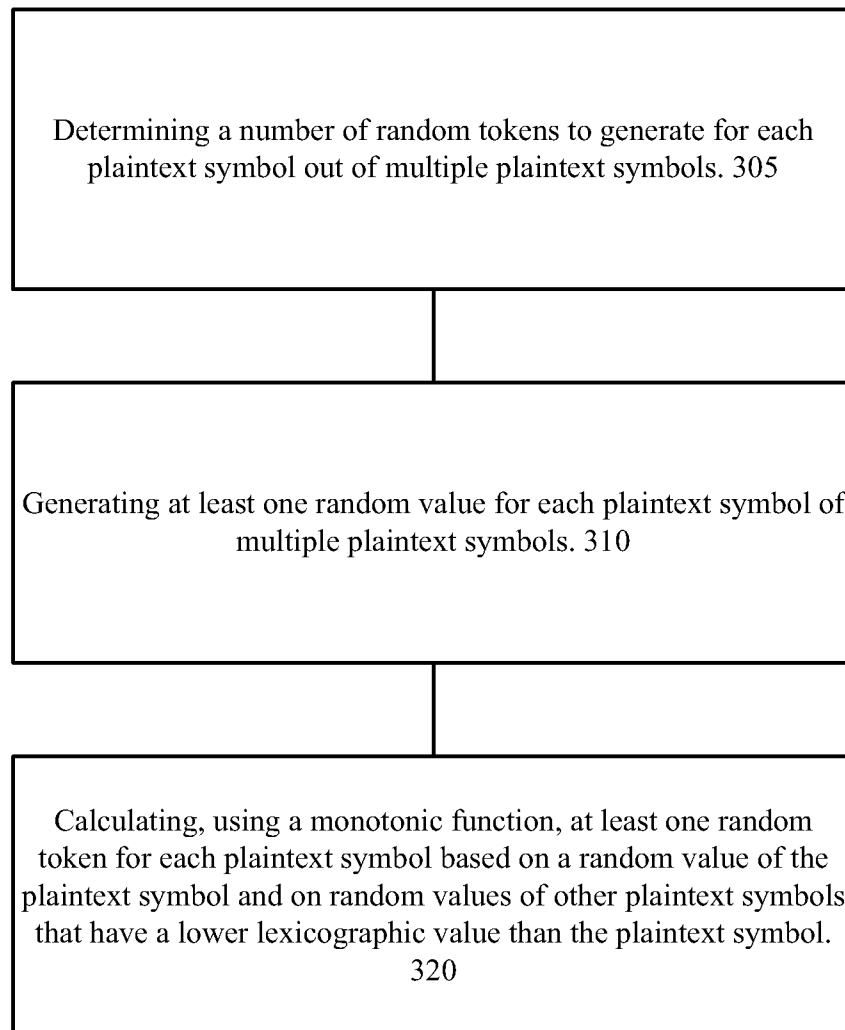 Determining a number of random tokens to generate for each
plaintext symbol out of multiple plaintext symbols. 305
Generating at least one random value for each plaintext symbol of
multiple plaintext symbols. 310
Calculating, using a monotonic function, at least one random
token for each plaintext symbol based on a random value of the
plaintext symbol and on random values of other plaintext symbols
that have a lower lexicographic value than the plaintext symbol.
320